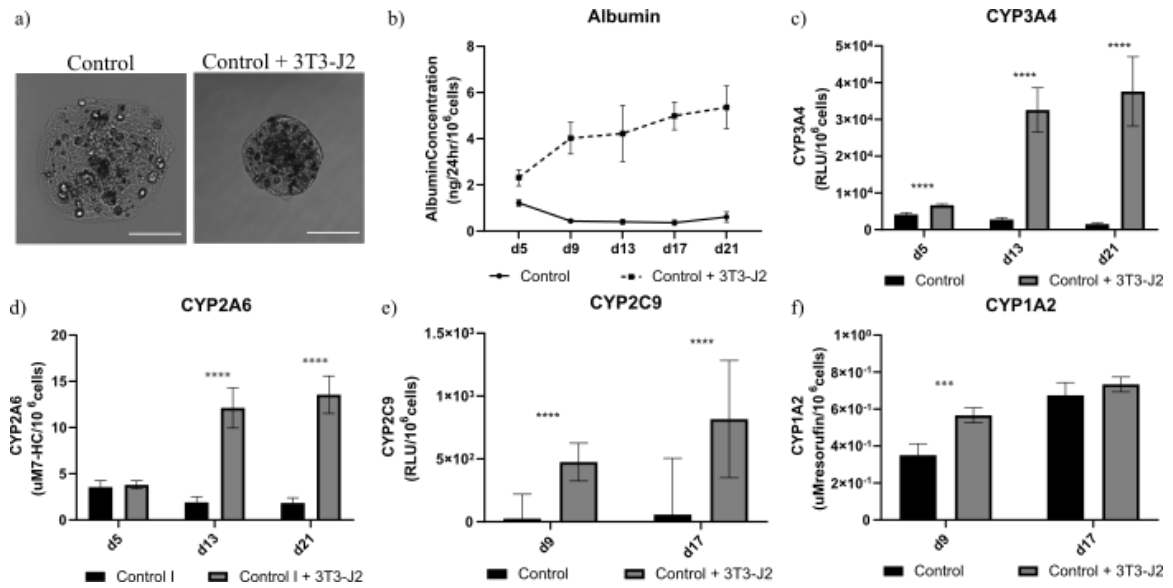 a)
Control
Control + 3T3-J2
b)
Albumin
AlbuminConcentration
(ng/24hr/10⁶cells)
8
6
4
2
0
d5
d9
d13
d17
d21
Control
Control + 3T3-J2
c)
CYP3A4
CYP3A4
(RLU/10⁶cells)
5×10⁴
4×10⁴
3×10⁴
2×10⁴
1×10⁴
0
****
****
****
d5
d13
d21
Control
Control + 3T3-J2
d)
CYP2A6
CYP2A6
(uM7-HC/10⁶cells)
20
15
10
5
0
****
****
d5
d13
d21
Control I
Control I + 3T3-J2
e)
CYP2C9
CYP2C9
(RLU/10⁶cells)
1.5×10³
1×10³
5×10²
0
****
****
d9
d17
Control
Control + 3T3-J2
f)
CYP1A2
CYP1A2
(uMresorufin/10⁶cells)
1×10⁰
8×10⁻¹
6×10⁻¹
4×10⁻¹
2×10⁻¹
0
***
d9
d17
Control
Control + 3T3-J2